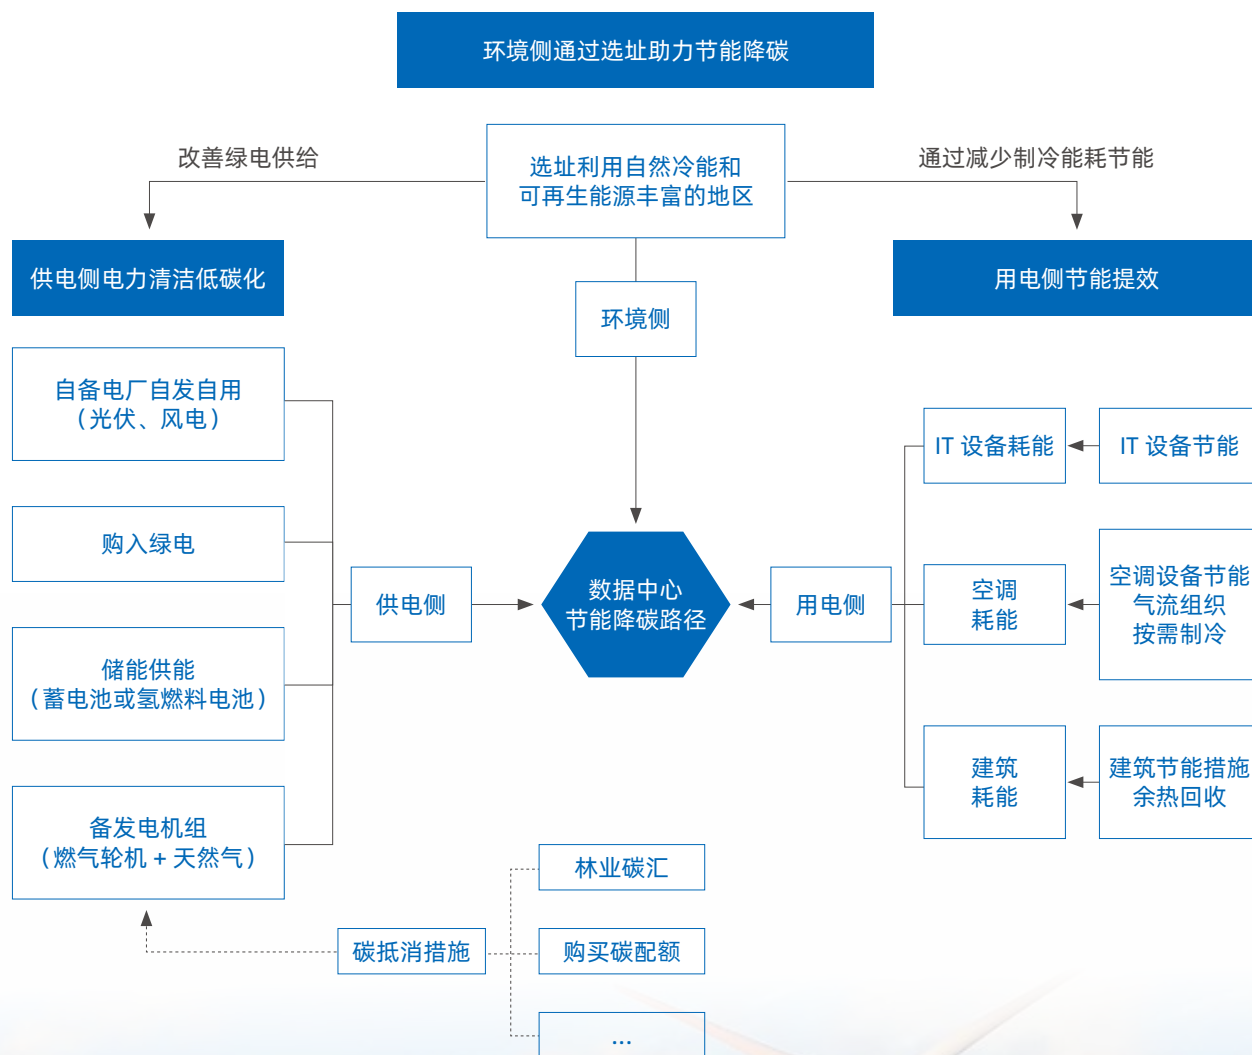 环境侧通过选址助力节能降碳
改善绿电供给
选址利用自然冷能和
可再生能源丰富的地区
通过减少制冷能耗节能
供电侧电力清洁低碳化
用电侧节能提效
环境侧
自备电厂自发自用
（光伏、风电）
购入绿电
储能供能
（蓄电池或氢燃料电池）
备发电机组
（燃气轮机 + 天然气）
供电侧
数据中心
节能降碳路径
用电侧
IT 设备耗能
IT 设备节能
空调
耗能
空调设备节能
气流组织
按需制冷
建筑
耗能
建筑节能措施
余热回收
碳抵消措施
林业碳汇
购买碳配额
...